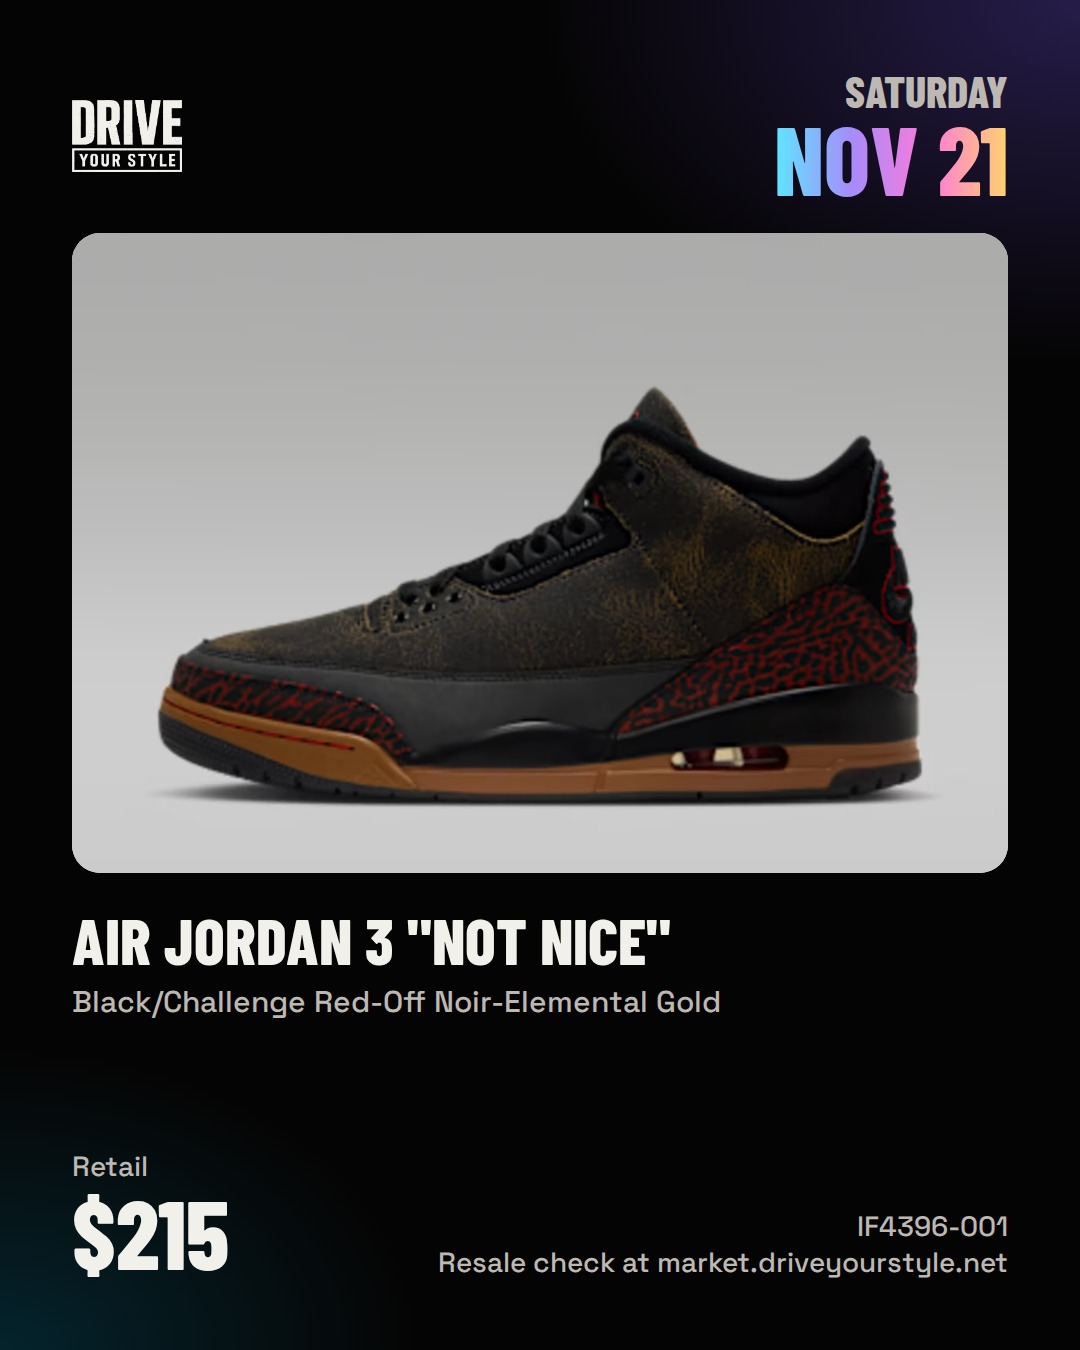 DRIVE
YOUR STYLE
SATURDAY
NOV 21
AIR JORDAN 3 "NOT NICE"
Black/Challenge Red-Off Noir-Elemental Gold
Retail
$215
IF4396-001
Resale check at market.driveyourstyle.net